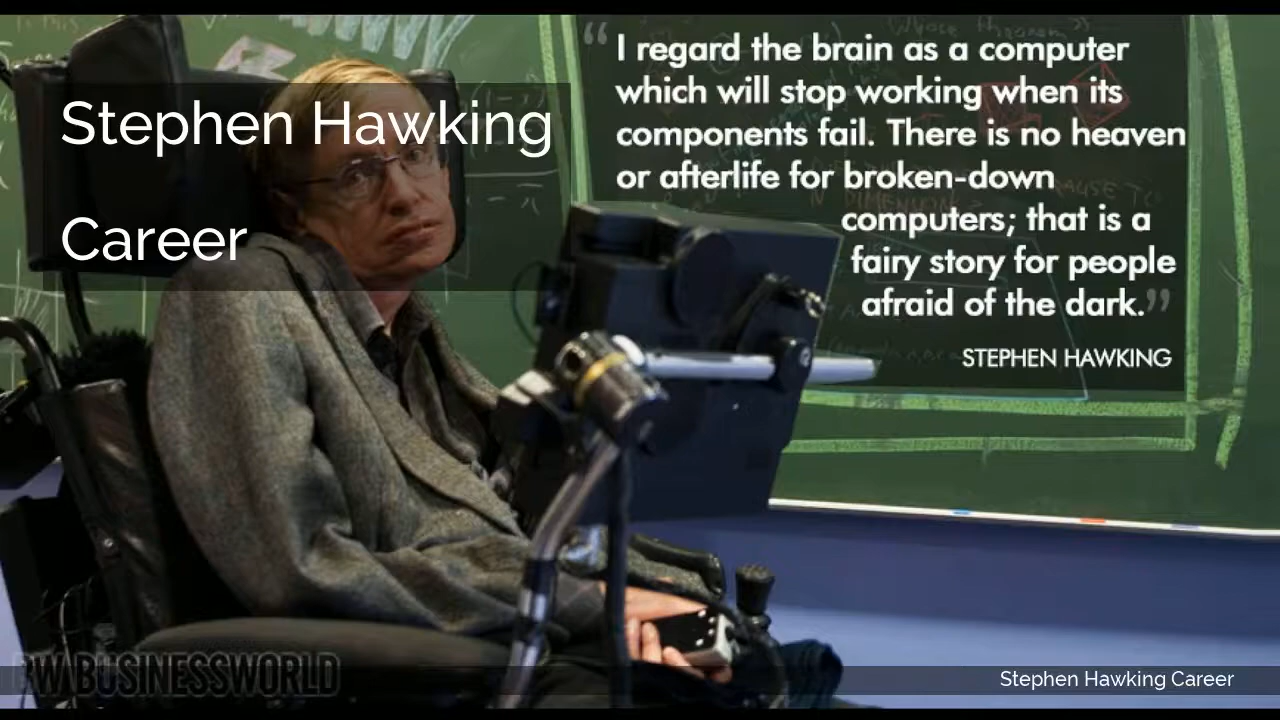 Stephen Hawking
Career
“I regard the brain as a computer
which will stop working when its
components fail. There is no heaven
or afterlife for broken-down
computers; that is a
fairy story for people
afraid of the dark.”
STEPHEN HAWKING
BW BUSINESSWORLD
Stephen Hawking Career